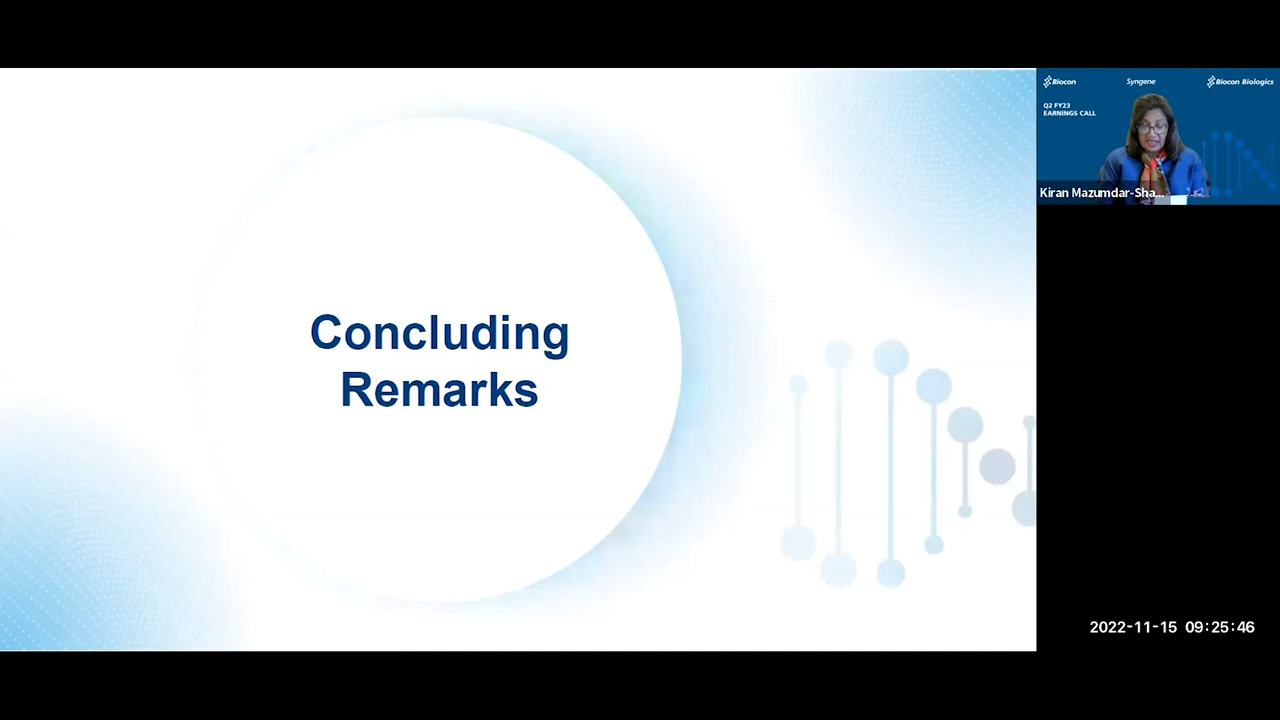 Concluding
Remarks
Biocon
Syngene
Biocon Biologics
Q2 FY23
EARNINGS CALL
Kiran Mazumdar-Sha...
2022-11-15 09:25:46